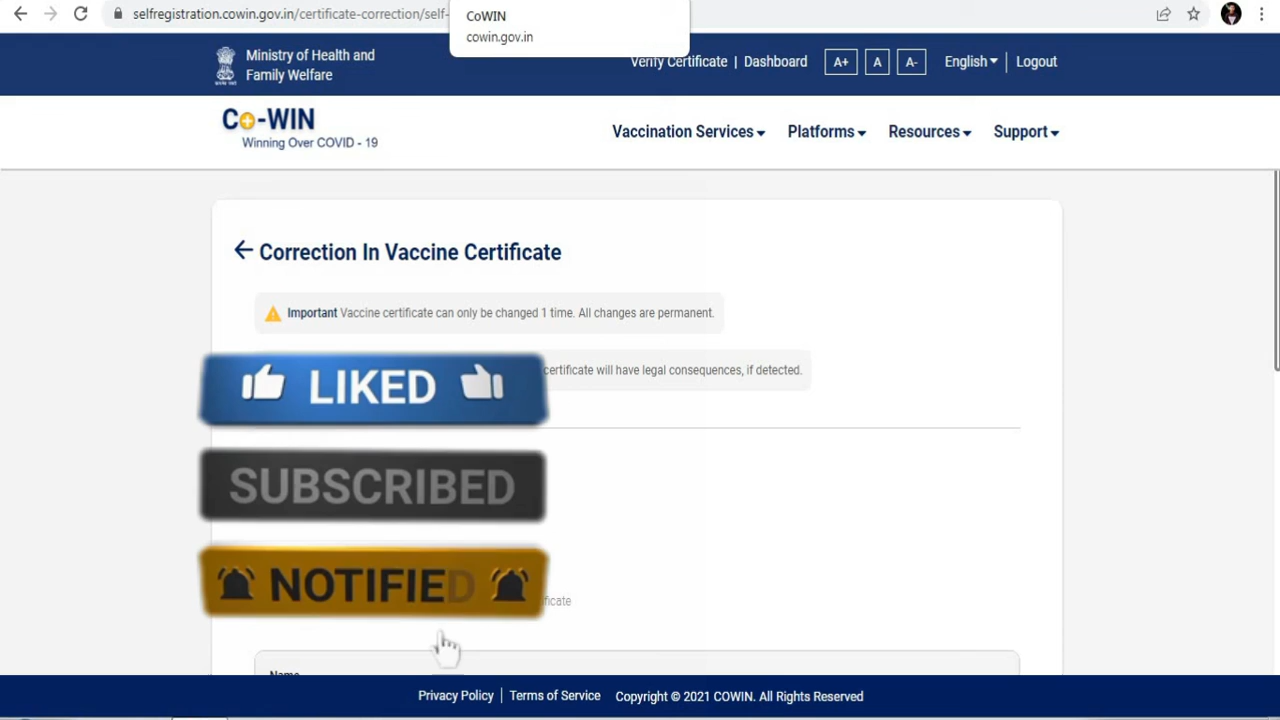 selfregistration.cowin.gov.in/certificate-correction/self-
CoWIN
cowin.gov.in
Ministry of Health and
Family Welfare
Verify Certificate | Dashboard
A+
A
A-
English
Logout
Co-WIN
Winning Over COVID - 19
Vaccination Services
Platforms
Resources
Support
Correction In Vaccine Certificate
Important Vaccine certificate can only be changed 1 time. All changes are permanent.
certificate will have legal consequences, if detected.
LIKED
SUBSCRIBED
NOTIFIED
ificate
Name
Privacy Policy | Terms of Service Copyright © 2021 COWIN. All Rights Reserved